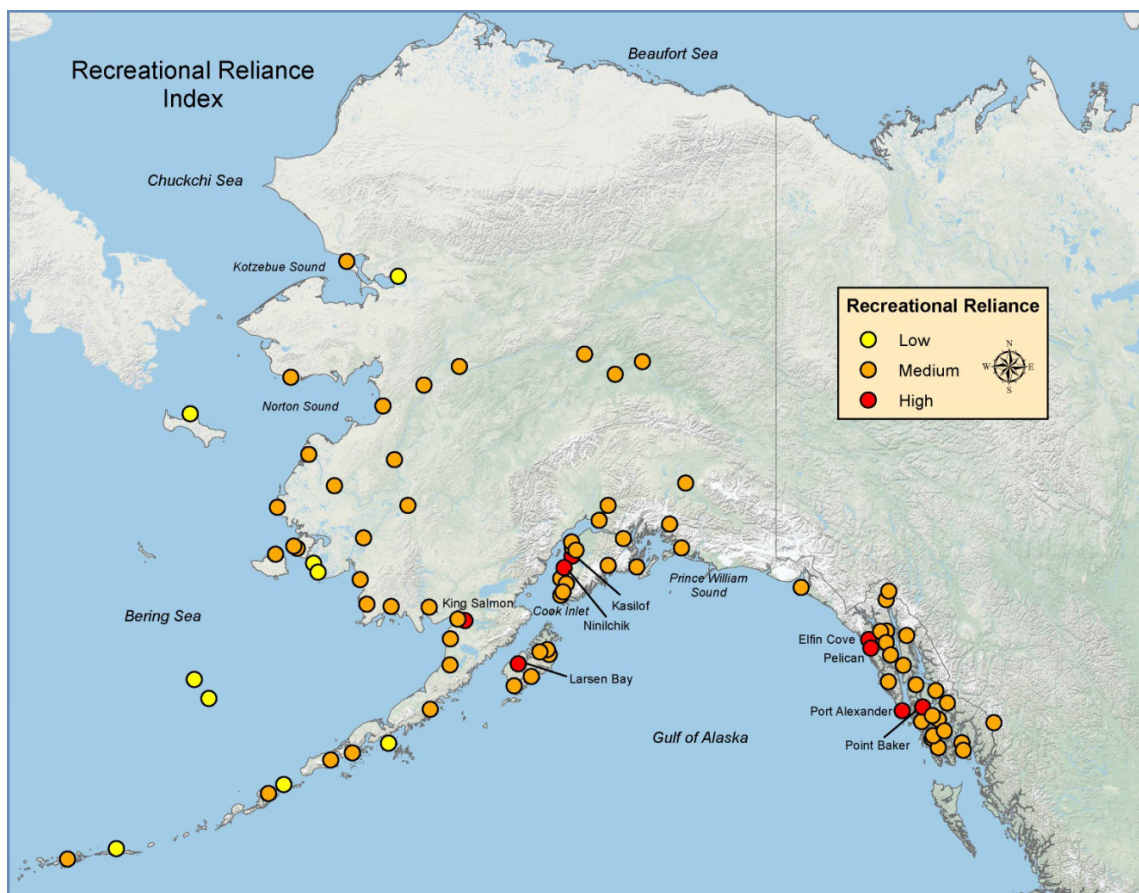 Recreational Reliance
Index
Beaufort Sea
Chuckchi Sea
Kotzebue Sound
Recreational Reliance
Low
Medium
High
N
W
E
S
Norton Sound
Bering Sea
King Salmon
Cook Inlet
Kasilof
Ninilchik
Prince William
Sound
Larsen Bay
Elfin Cove
Pelican
Port Alexander
Point Baker
Gulf of Alaska